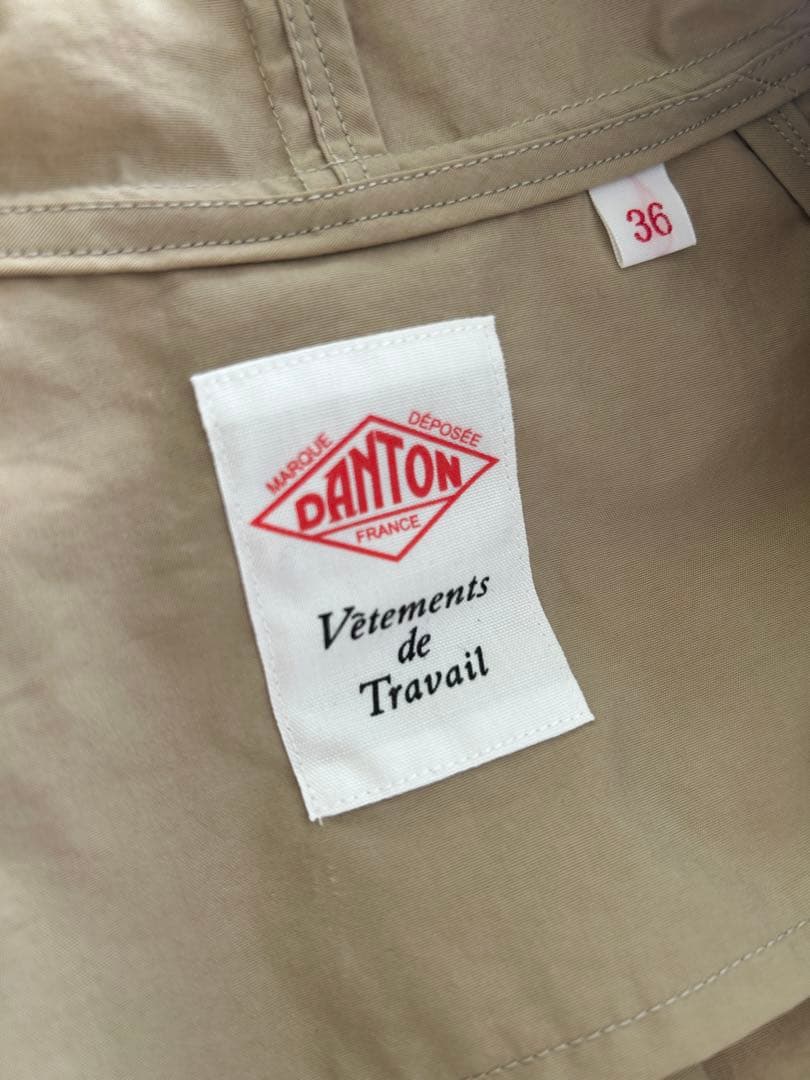 36
MARQUE DÉPOSÉE
DANTON
FRANCE
Vêtements
de
Travail